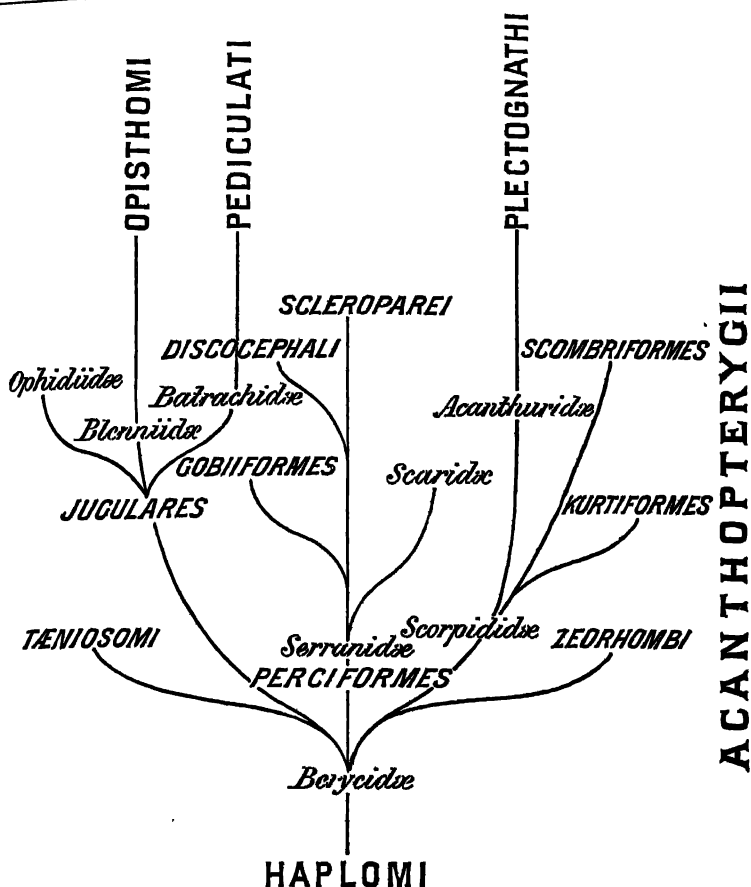 OPISTHOMI
PEDICULATI
PLECTOGNATHI
SCLEROPAREI
DISCOCEPHALI
SCOMBRIFORMES
Ophidiidæ
Batrachidæ
Acanthuridæ
Blenniidæ
GOBIIFORMES
Scaridæ
JUGULARES
KURTIFORMES
TÆNIOSOMI
Serranidæ
Scorpididæ
ZEORHOMBI
PERCIFORMES
Berycidæ
HAPLOMI
ACANTHOPTERYGII